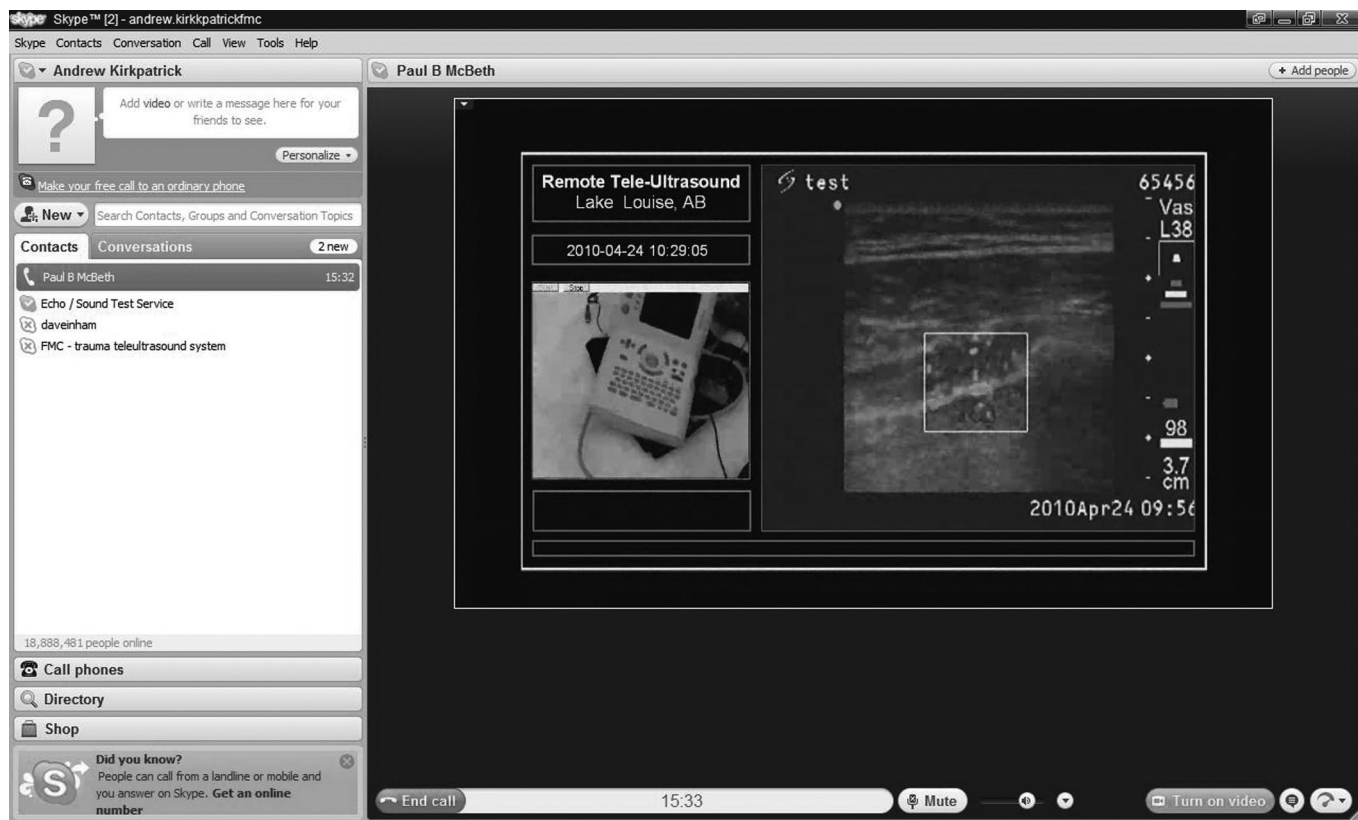 skype Skype™ [2] - andrew.kirkkpatrickfmc
Skype Contacts Conversation Call View Tools Help
Andrew Kirkpatrick
Add video or write a message here for your
friends to see.
Personalize
Make your free call to an ordinary phone
New
Search Contacts, Groups and Conversation Topics
Contacts Conversations 2 new
Paul B McBeth 15:32
Echo / Sound Test Service
daveinham
FMC - trauma teleultrasound system
18,888,481 people online
Call phones
Directory
Shop
Did you know?
People can call from a landline or mobile and
you answer on Skype. Get an online
number
Paul B McBeth
+ Add people
Remote Tele-Ultrasound
Lake Louise, AB
2010-04-24 10:29:05
Stop
test
65456
Vas
L38
98
3.7
cm
2010Apr24 09:56
End call
15:33
Mute
Turn on video